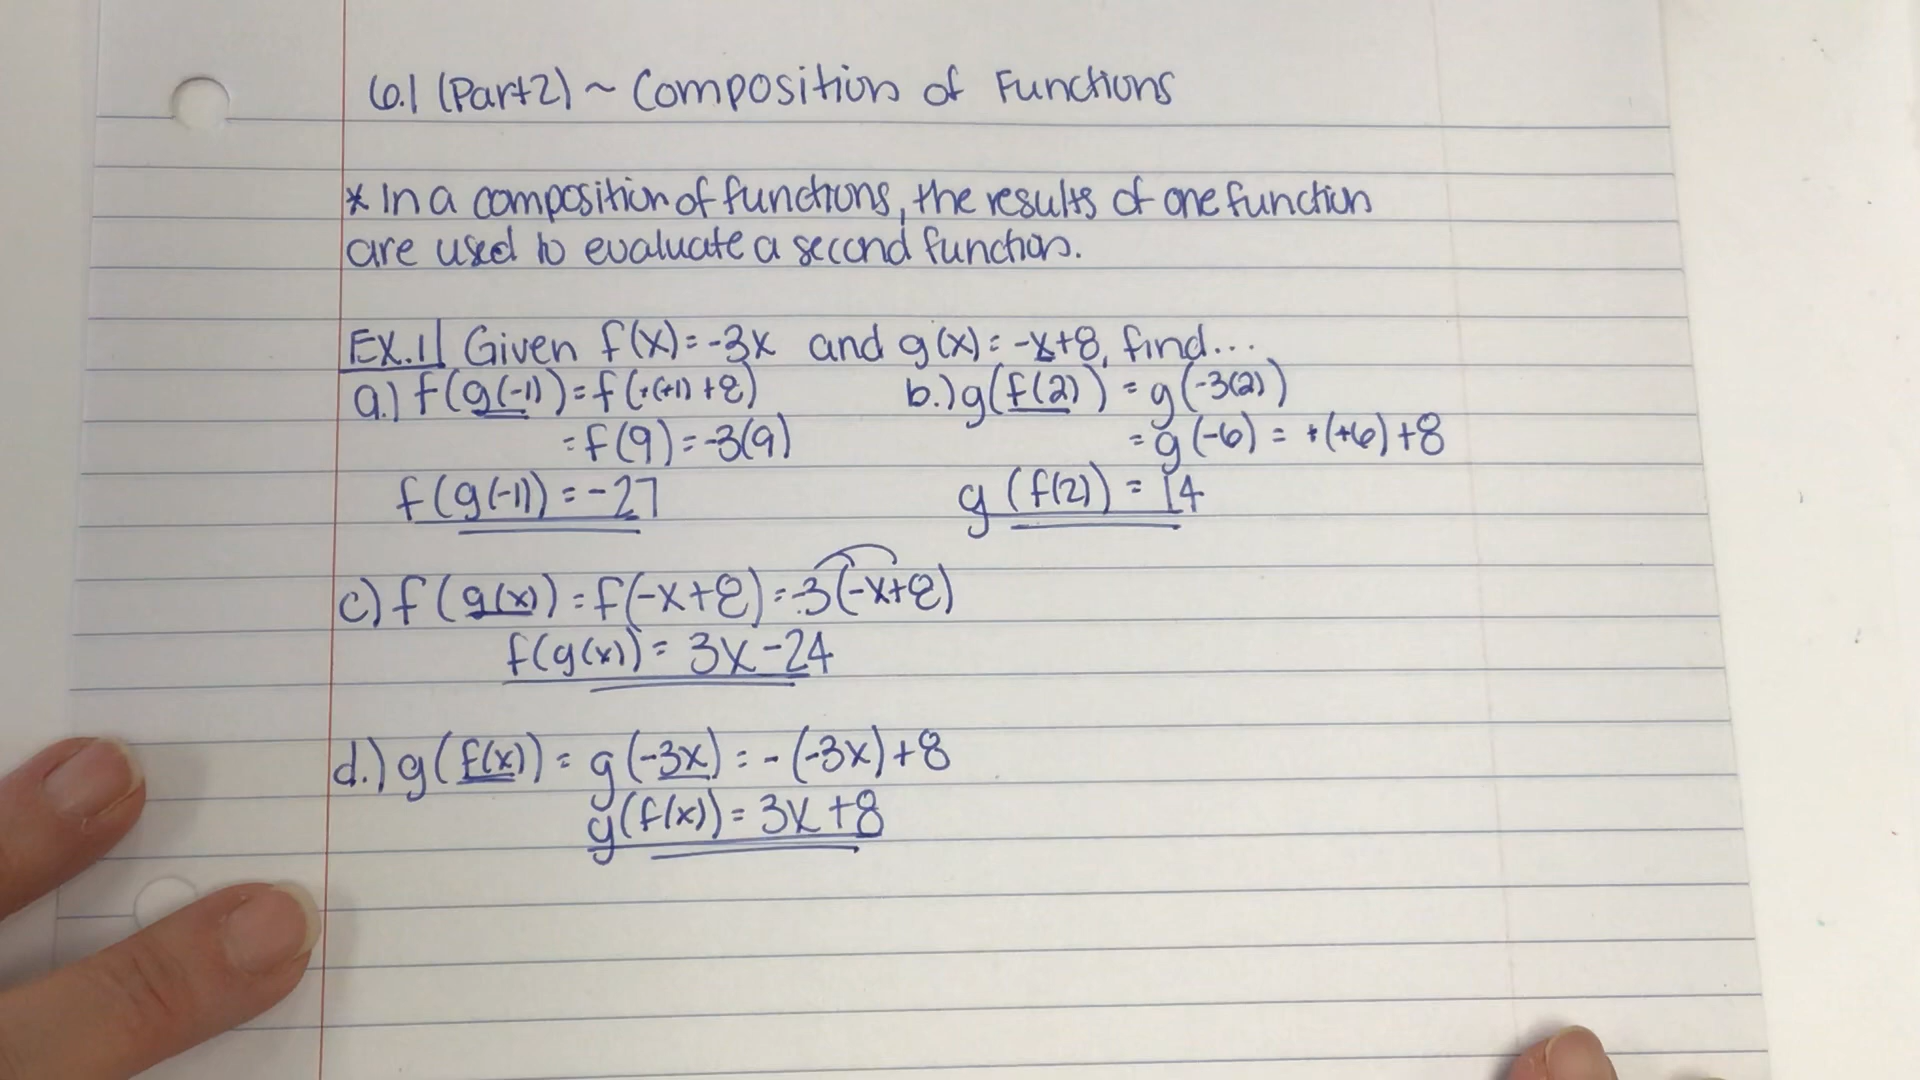 6.1 (Part 2) ~ Composition of Functions
* In a composition of functions, the results of one function
are used to evaluate a second function.
EX.1 Given f(x) = -3x and g(x) = -x+8, find...
a.) f(g(-1)) = f(+(+1) +8)
= f(9) = -3(9)
f(g(-1)) = -27
b.) g(f(2)) = g(-3(2))
= g(-6) = +(+6)+8
g(f(2)) = 14
c) f(g(x)) = f(-x+8) = -3(-x+8)
f(g(x)) = 3x-24
d.) g(f(x)) = g(-3x) = -(-3x)+8
g(f(x)) = 3x+8